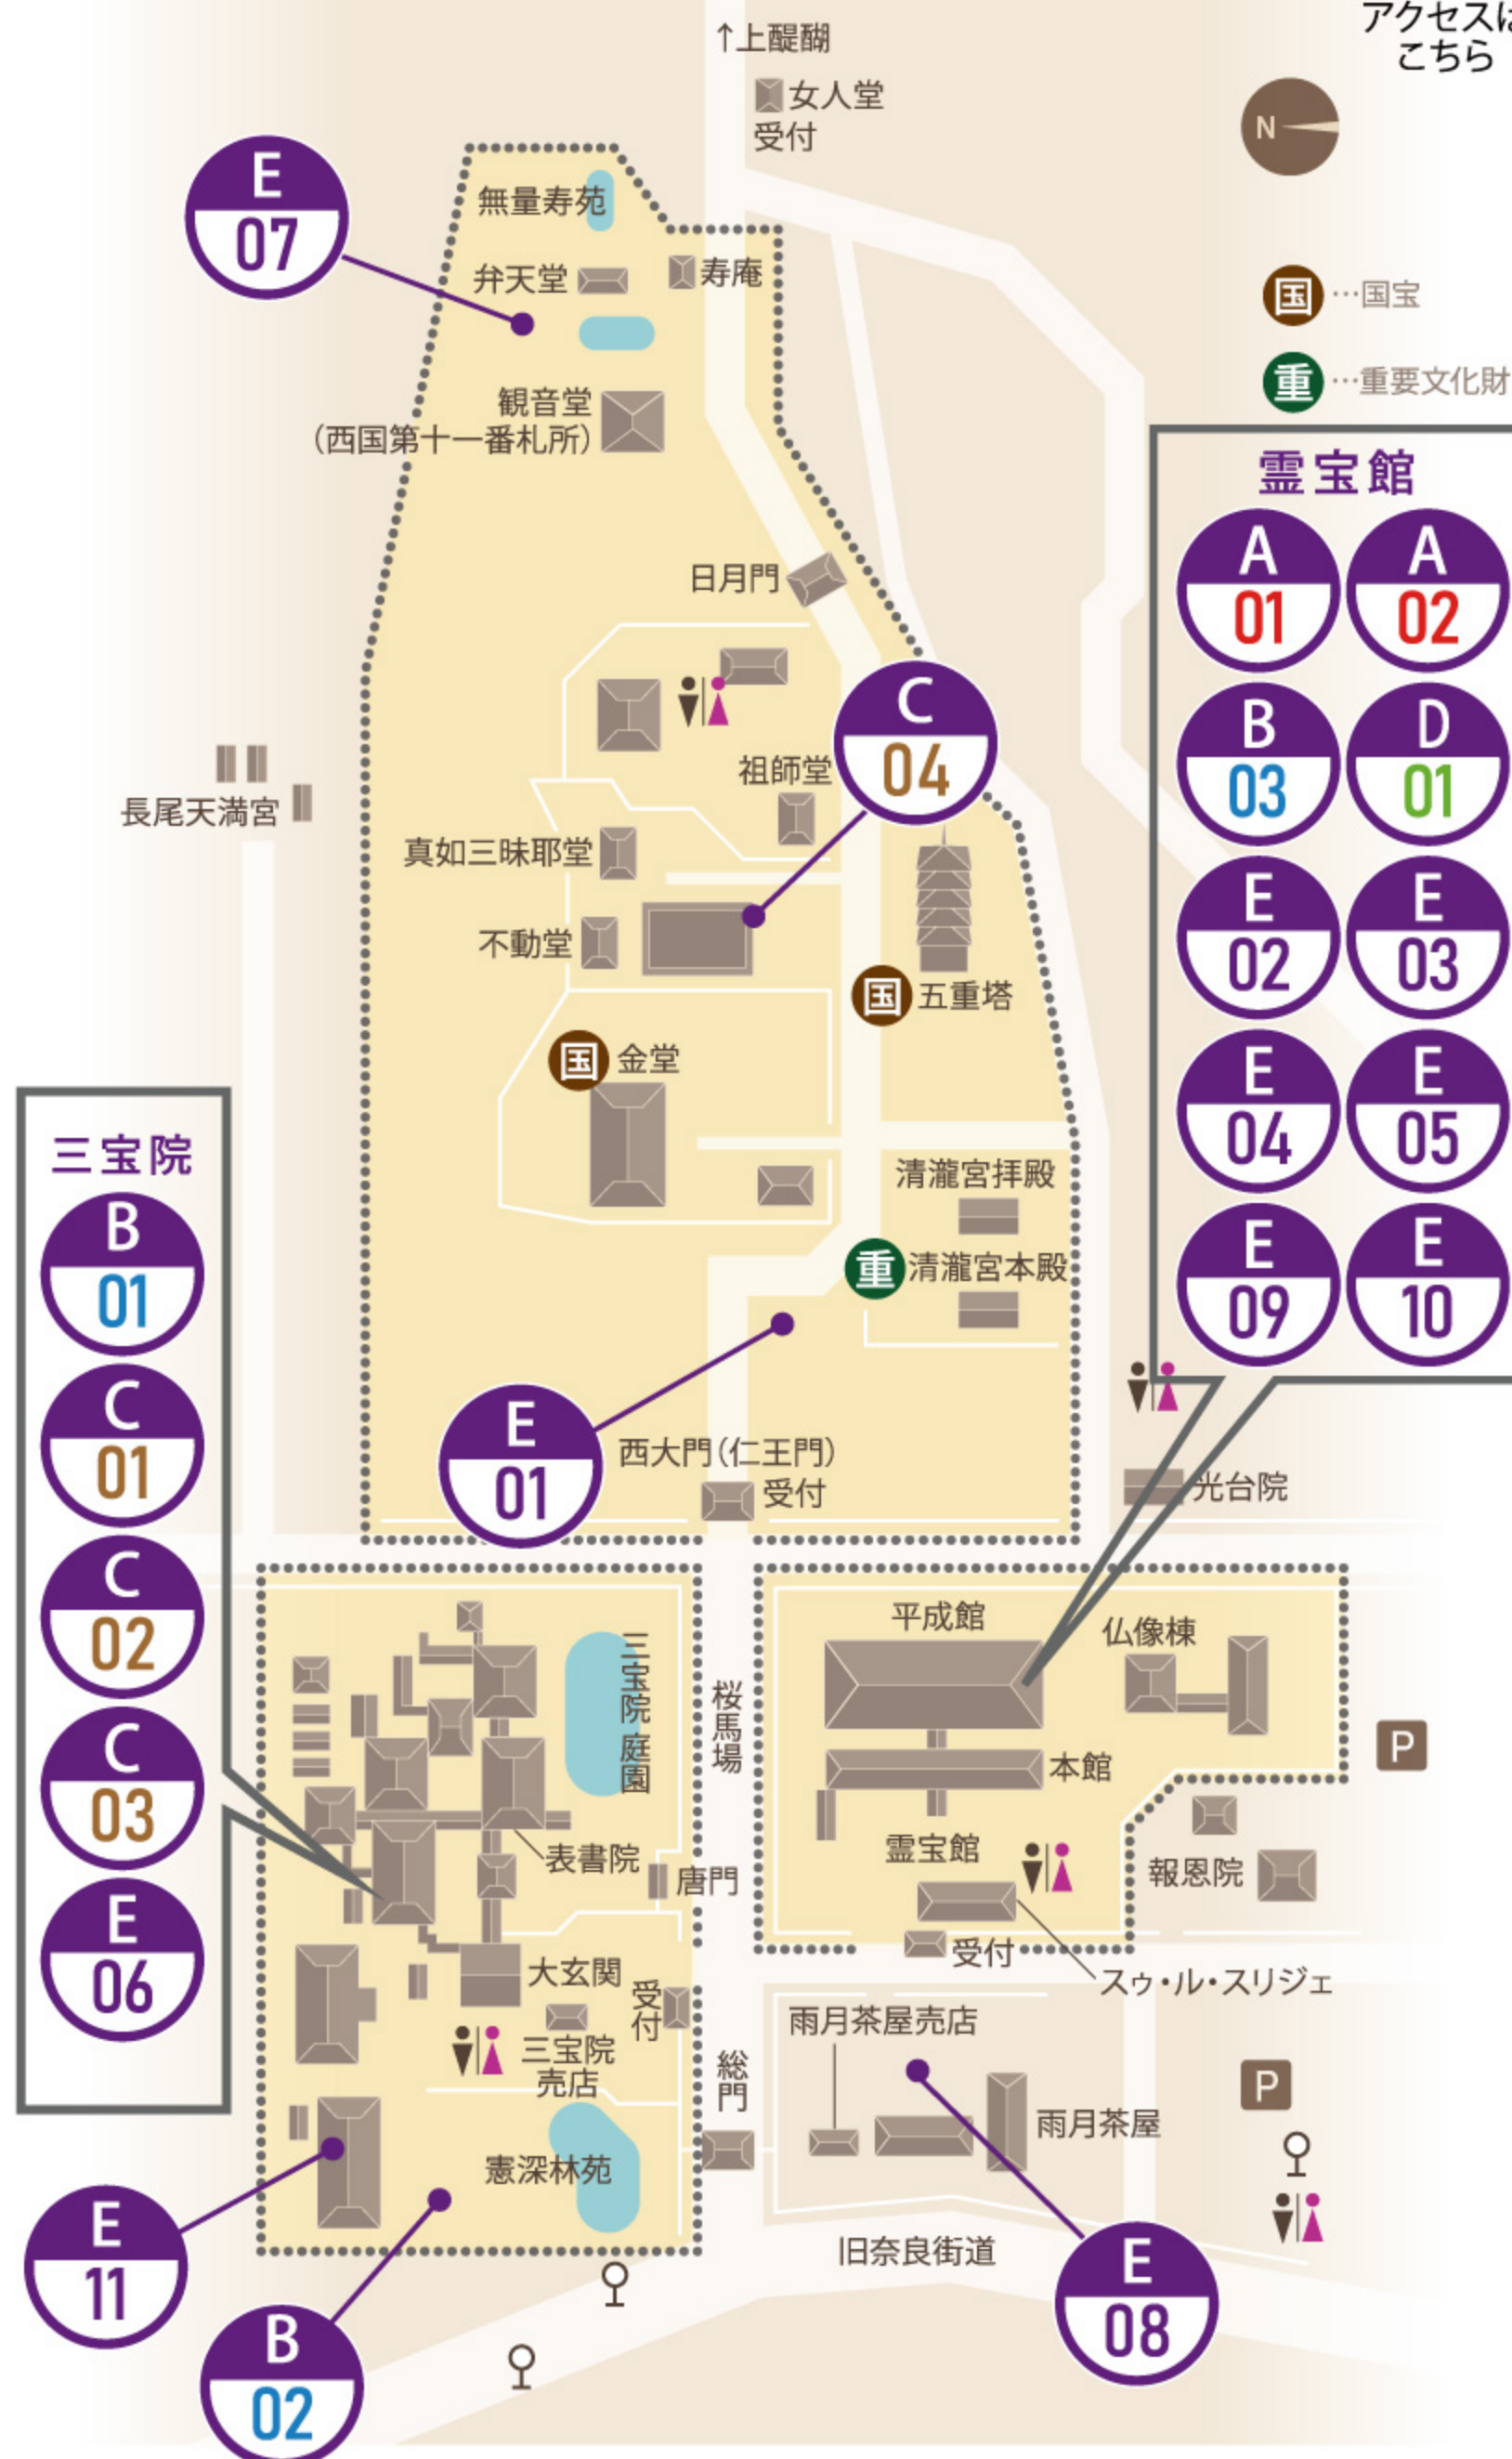 アクセスは
こちら
↑上醍醐
女人堂
受付
N
E
07
無量寿苑
弁天堂
寿庵
国…国宝
重…重要文化財
観音堂
（西国第十一番札所）
霊宝館
A
01
A
02
B
03
D
01
E
02
E
03
E
04
E
05
E
09
E
10
日月門
C
04
祖師堂
長尾天満宮
真如三昧耶堂
不動堂
国 五重塔
国 金堂
三宝院
B
01
C
01
C
02
C
03
E
06
清瀧宮拝殿
重 清瀧宮本殿
E
01
西大門（仁王門）
受付
光台院
平成館
仏像棟
三宝院 庭園
桜馬場
本館
P
表書院
唐門
霊宝館
報恩院
受付
スゥ・ル・スリジェ
大玄関
受付
三宝院
売店
雨月茶屋売店
総門
P
雨月茶屋
憲深林苑
旧奈良街道
E
11
B
02
E
08